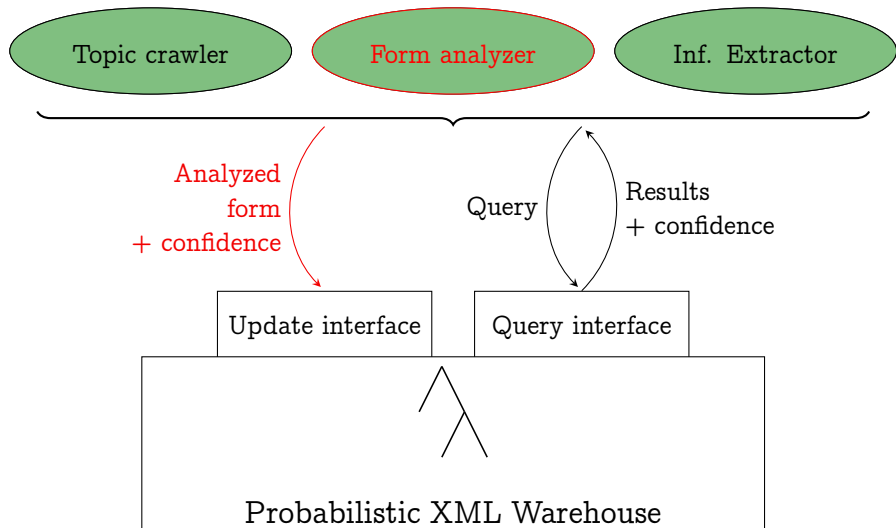 Topic crawler
Form analyzer
Inf. Extractor
Analyzed
form
+ confidence
Query
Results
+ confidence
Update interface
Query interface
Probabilistic XML Warehouse